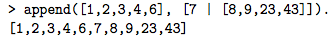 > append([1,2,3,4,6], [7 | [8,9,23,43]]).
[1,2,3,4,6,7,8,9,23,43]